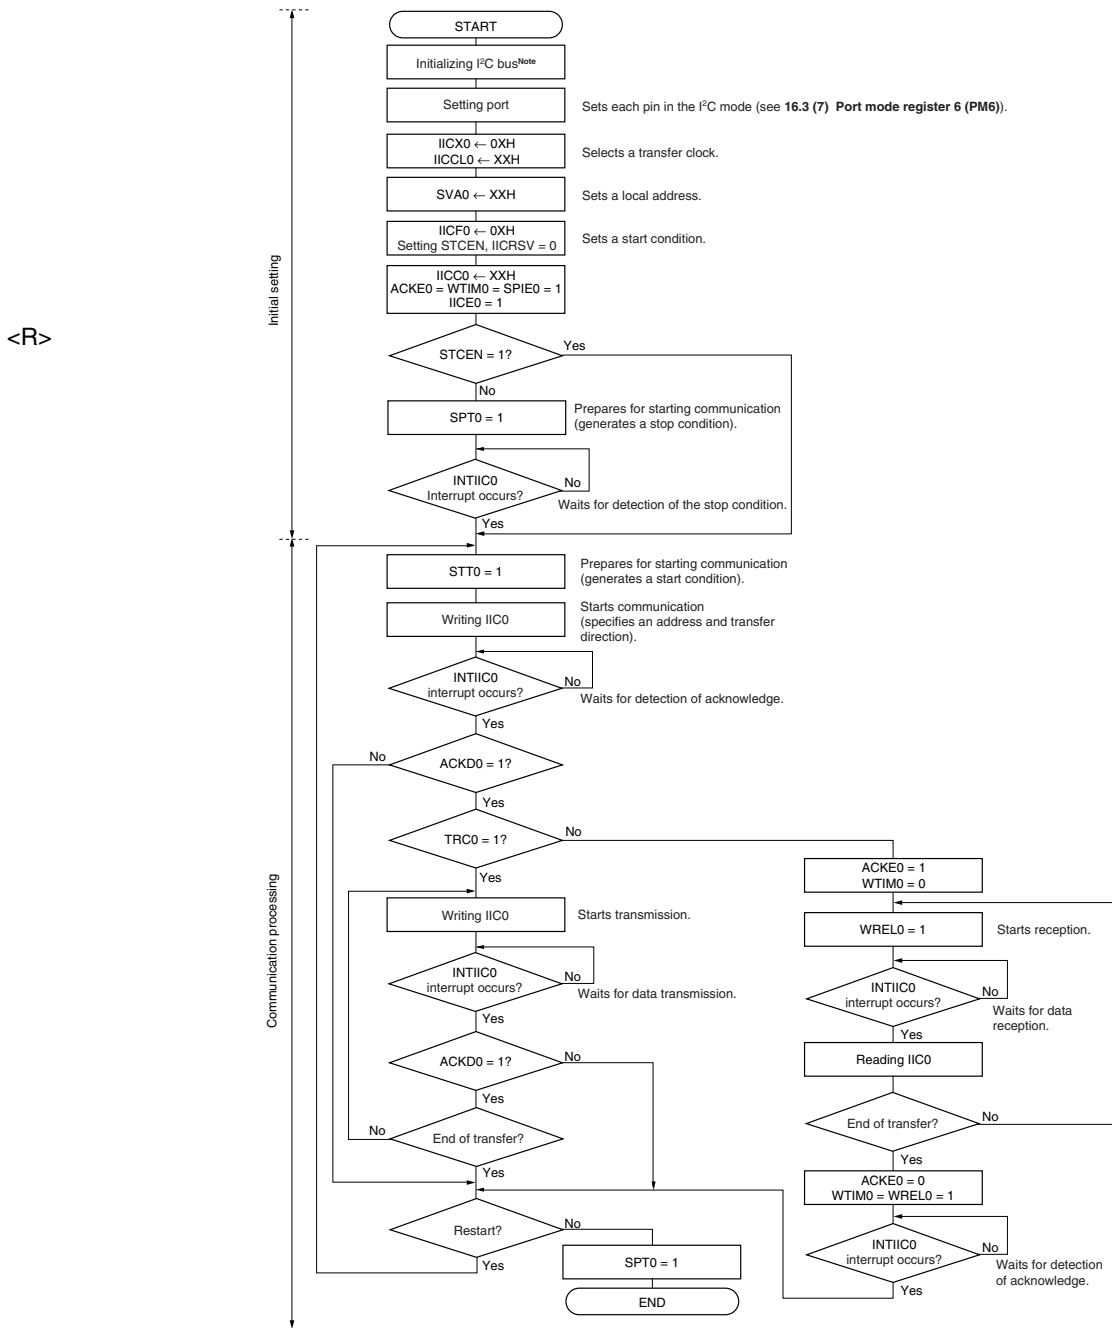 START
Initializing I²C bus^Note
Setting port
Sets each pin in the I²C mode (see 16.3 (7) Port mode register 6 (PM6)).
IICX0 ← 0XH
IICCL0 ← XXH
Selects a transfer clock.
SVA0 ← XXH
Sets a local address.
IICF0 ← 0XH
Setting STCEN, IICRSV = 0
Sets a start condition.
IICC0 ← XXH
ACKE0 = WTIM0 = SPIE0 = 1
IICE0 = 1
Initial setting
<R>
STCEN = 1?
Yes
No
SPT0 = 1
Prepares for starting communication
(generates a stop condition).
INTIIC0
Interrupt occurs?
No
Waits for detection of the stop condition.
Yes
STT0 = 1
Prepares for starting communication
(generates a start condition).
Writing IIC0
Starts communication
(specifies an address and transfer
direction).
INTIIC0
interrupt occurs?
No
Waits for detection of acknowledge.
Yes
No
ACKD0 = 1?
Yes
TRC0 = 1?
No
Yes
Communication processing
Writing IIC0
Starts transmission.
INTIIC0
interrupt occurs?
No
Waits for data transmission.
Yes
ACKD0 = 1?
No
Yes
No
End of transfer?
Yes
Restart?
No
Yes
SPT0 = 1
END
ACKE0 = 1
WTIM0 = 0
WREL0 = 1
Starts reception.
INTIIC0
interrupt occurs?
No
Waits for data
reception.
Yes
Reading IIC0
End of transfer?
No
Yes
ACKE0 = 0
WTIM0 = WREL0 = 1
INTIIC0
interrupt occurs?
No
Waits for detection
of acknowledge.
Yes